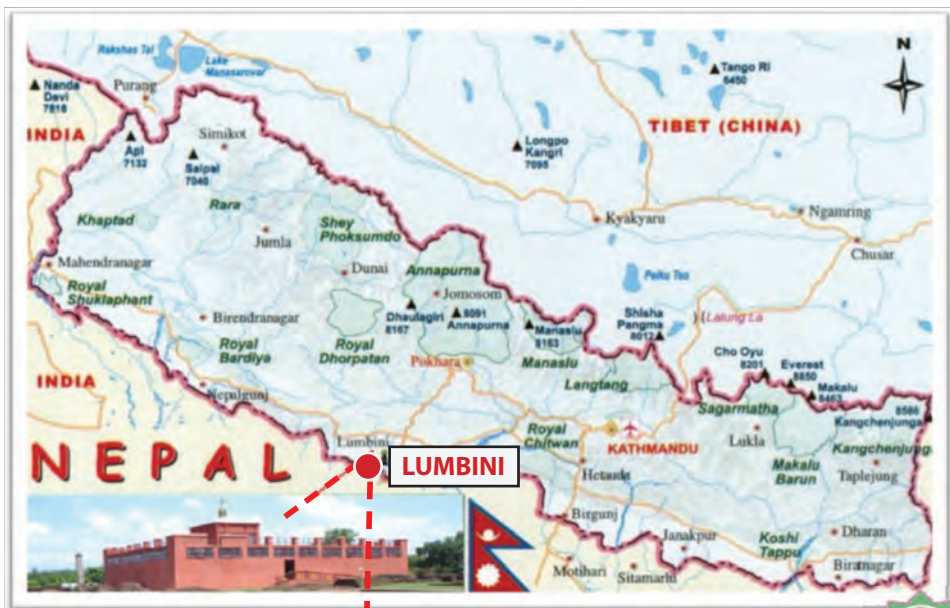 N
Rakshas Tal
Lake
Manasarovar
Nanda
Devi
7816
Purang
INDIA
Api
7132
Simikot
Saipal
7040
Tango Ri
6450
TIBET (CHINA)
Longpo
Kangri
7095
Khaptad
Rara
Jumla
Shey
Phoksumdo
Kyakyaru
Ngamring
Chusar
Mahendranagar
Royal
Shuklaphant
Dunai
Annapurna
Jomosom
Peiku Tso
Birendranagar
Dhaulagiri
8167
8091
Annapurna
Manaslu
8163
Shisha
Pangma
8012
Lalung La
Royal
Bardiya
Royal
Dhorpatan
Pokhara
Manaslu
Langtang
Cho Oyu
8201
Everest
8850
Makalu
8463
8586
Kangchenjunga
INDIA
Nepalgunj
Sagarmatha
Lumbini
Royal
Chitwan
KATHMANDU
Lukla
Kangchenjunga
NEPAL
LUMBINI
Hetauda
Makalu
Barun
Taplejung
Birgunj
Janakpur
Koshi
Tappu
Dharan
Motihari
Sitamarhi
Biratnagar